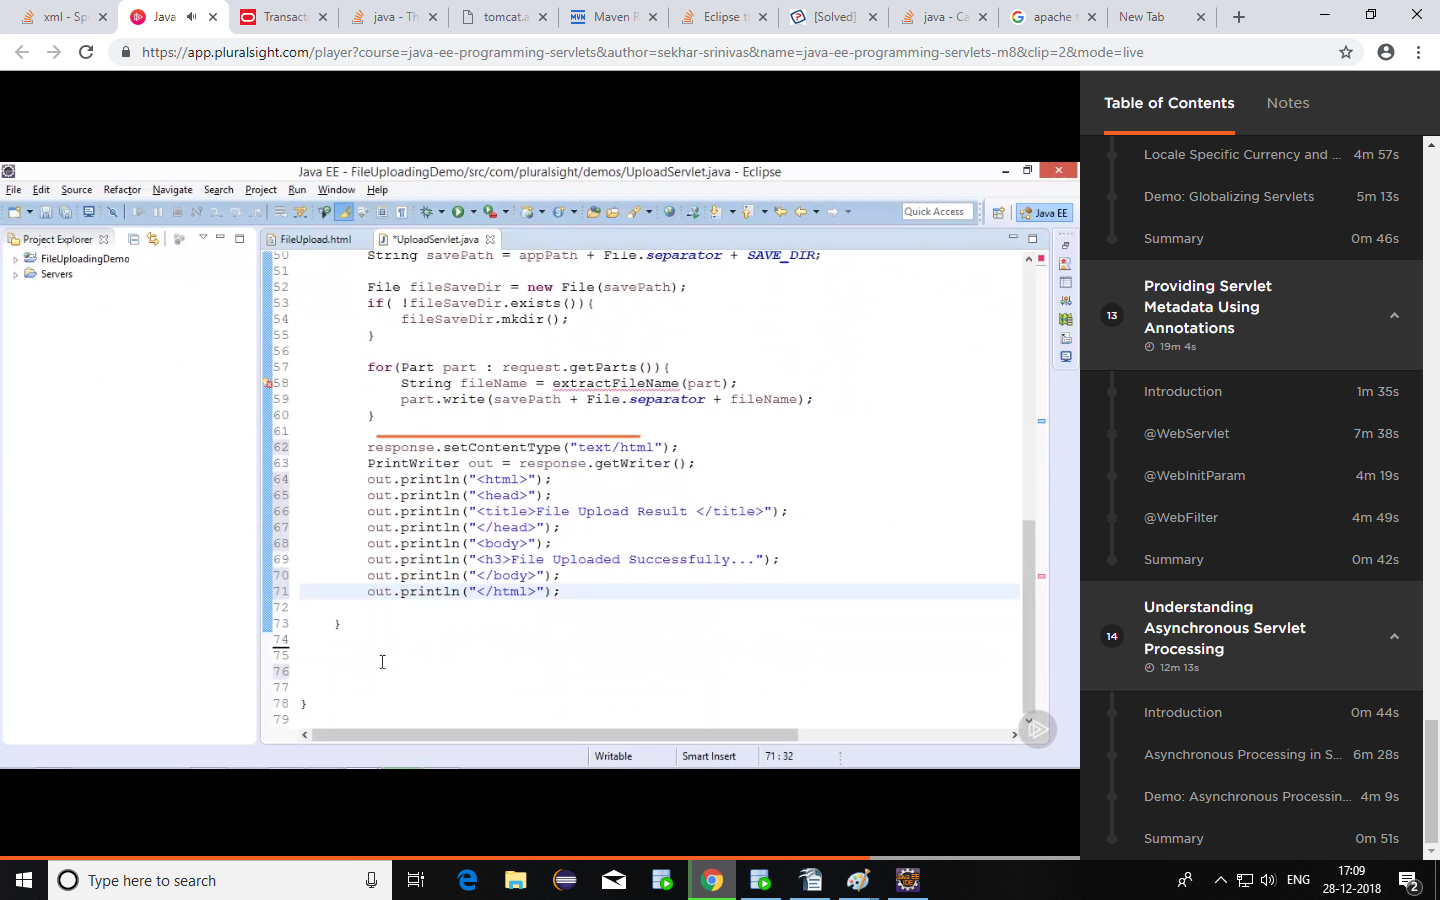 xml - Sp
Java
Transacti
java - Th
tomcat.a
Maven R
Eclipse ti
[Solved]
java - Ca
apache t
New Tab
https://app.pluralsight.com/player?course=java-ee-programming-servlets&author=sekhar-srinivas&name=java-ee-programming-servlets-m8&clip=2&mode=live
Java EE - FileUploadingDemo/src/com/pluralsight/demos/UploadServlet.java - Eclipse
File Edit Source Refactor Navigate Search Project Run Window Help
Quick Access
Java EE
Project Explorer
FileUploadingDemo
Servers
FileUpload.html
*UploadServlet.java
50 String savePath = appPath + File.separator + SAVE_DIR;
51
52 File fileSaveDir = new File(savePath);
53 if( !fileSaveDir.exists()){
54 fileSaveDir.mkdir();
55 }
56
57 for(Part part : request.getParts()){
58 String fileName = extractFileName(part);
59 part.write(savePath + File.separator + fileName);
60 }
61
62 response.setContentType("text/html");
63 PrintWriter out = response.getWriter();
64 out.println("<html>");
65 out.println("<head>");
66 out.println("<title>File Upload Result </title>");
67 out.println("</head>");
68 out.println("<body>");
69 out.println("<h3>File Uploaded Successfully...");
70 out.println("</body>");
71 out.println("</html>");
72
73 }
74
75
76
77
78 }
79
Writable
Smart Insert
71 : 32
Table of Contents
Notes
Locale Specific Currency and ... 4m 57s
Demo: Globalizing Servlets 5m 13s
Summary 0m 46s
13
Providing Servlet
Metadata Using
Annotations
19m 4s
Introduction 1m 35s
@WebServlet 7m 38s
@WebInitParam 4m 19s
@WebFilter 4m 49s
Summary 0m 42s
14
Understanding
Asynchronous Servlet
Processing
12m 13s
Introduction 0m 44s
Asynchronous Processing in S... 6m 28s
Demo: Asynchronous Processin... 4m 9s
Summary 0m 51s
Type here to search
ENG
17:09
28-12-2018
2